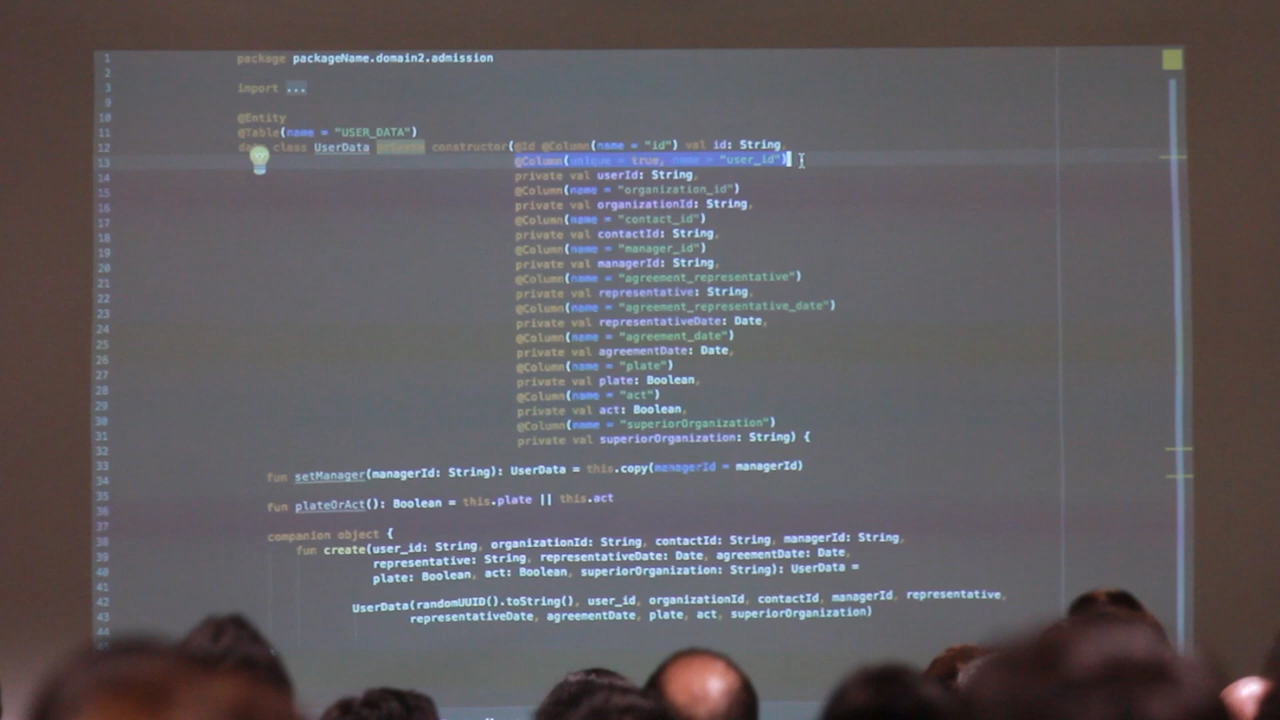 1 package packageName.domain2.admission
2
3 import ...
9
10 @Entity
11 @Table(name = "USER_DATA")
12 class UserData private constructor(@Id @Column(name = "id") val id: String,
13 @Column(unique = true, name = "user_id")
14 private val userId: String,
15 @Column(name = "organization_id")
16 private val organizationId: String,
17 @Column(name = "contact_id")
18 private val contactId: String,
19 @Column(name = "manager_id")
20 private val managerId: String,
21 @Column(name = "agreement_representative")
22 private val representative: String,
23 @Column(name = "agreement_representative_date")
24 private val representativeDate: Date,
25 @Column(name = "agreement_date")
26 private val agreementDate: Date,
27 @Column(name = "plate")
28 private val plate: Boolean,
29 @Column(name = "act")
30 private val act: Boolean,
31 @Column(name = "superiorOrganization")
private val superiorOrganization: String) {
32
33
34 fun setManager(managerId: String): UserData = this.copy(managerId = managerId)
35
36 fun plateOrAct(): Boolean = this.plate || this.act
37
38 companion object {
39 fun create(user_id: String, organizationId: String, contactId: String, managerId: String,
40 representative: String, representativeDate: Date, agreementDate: Date,
41 plate: Boolean, act: Boolean, superiorOrganization: String): UserData =
42
43 UserData(randomUUID().toString(), user_id, organizationId, contactId, managerId, representative,
44 representativeDate, agreementDate, plate, act, superiorOrganization)